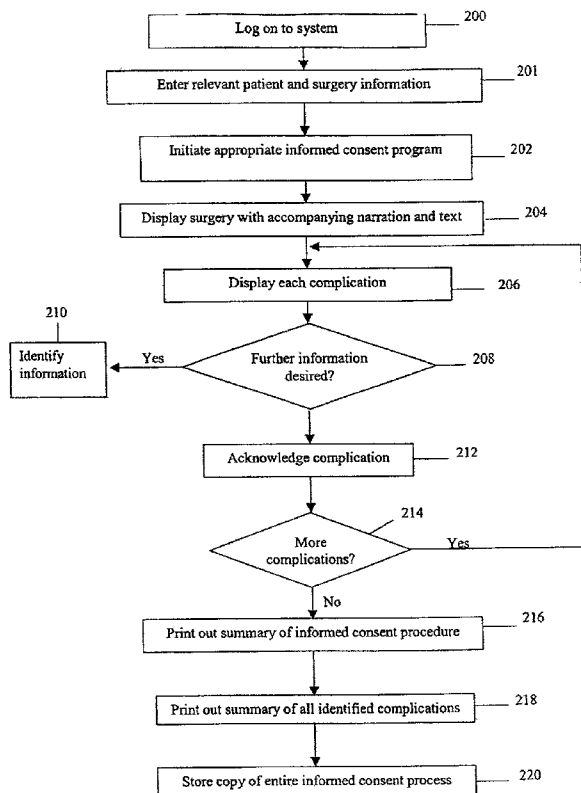 200
Log on to system
201
Enter relevant patient and surgery information
Initiate appropriate informed consent program
202
Display surgery with accompanying narration and text
204
Display each complication
206
210
Identify
information
Yes
Further information
desired?
208
Acknowledge complication
212
214
More
complications?
Yes
No
Print out summary of informed consent procedure
216
Print out summary of all identified complications
218
Store copy of entire informed consent process
220